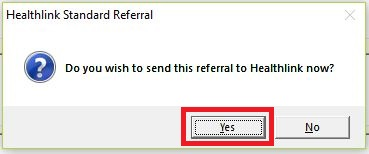 Healthlink Standard Referral
Do you wish to send this referral to Healthlink now?
Yes
No